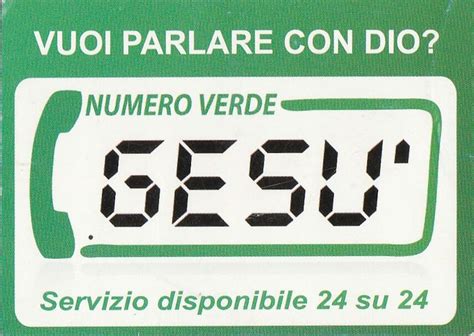 VUOI PARLARE CON DIO?
NUMERO VERDE
GESU'
Servizio disponibile 24 su 24